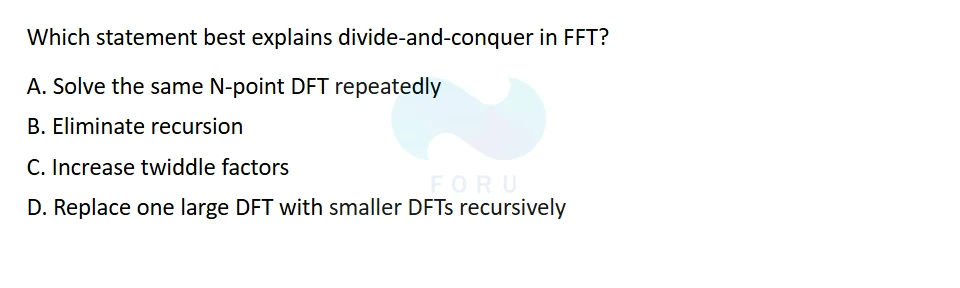 Which statement best explains divide-and-conquer in FFT?
A. Solve the same N-point DFT repeatedly
B. Eliminate recursion
C. Increase twiddle factors
FORU
D. Replace one large DFT with smaller DFTs recursively